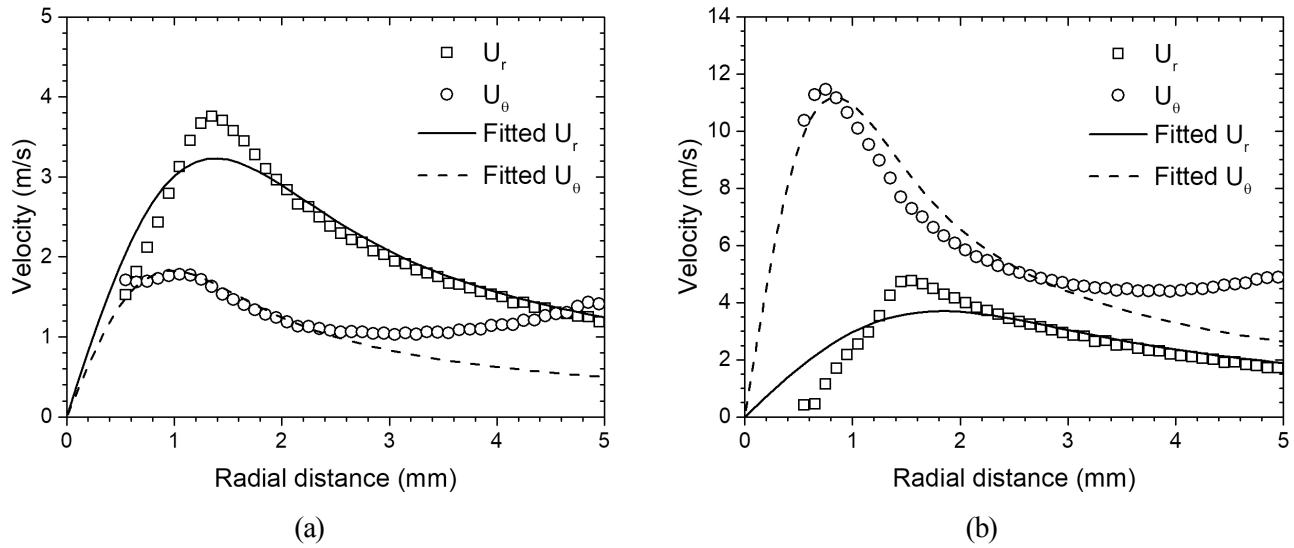 5
4
3
2
1
0
Velocity (m/s)
0 1 2 3 4 5
Radial distance (mm)
U_r
U_θ
Fitted U_r
Fitted U_θ
(a)
14
12
10
8
6
4
2
0
Velocity (m/s)
0 1 2 3 4 5
Radial distance (mm)
U_r
U_θ
Fitted U_r
Fitted U_θ
(b)